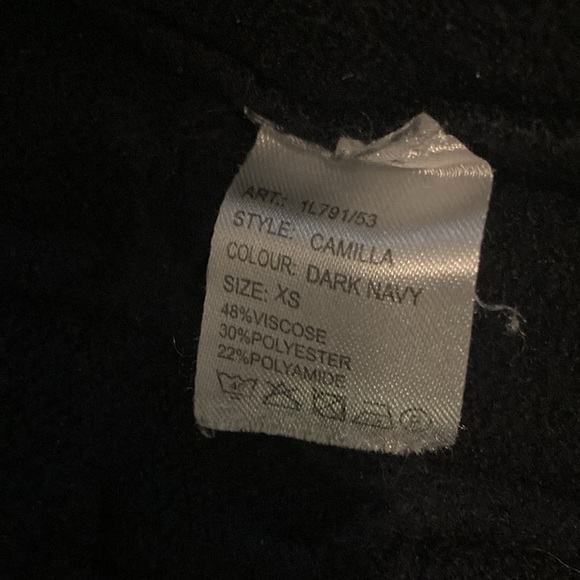 ART.: 1L791/53
STYLE: CAMILLA
COLOUR: DARK NAVY
SIZE: XS
48%VISCOSE
30%POLYESTER
22%POLYAMIDE